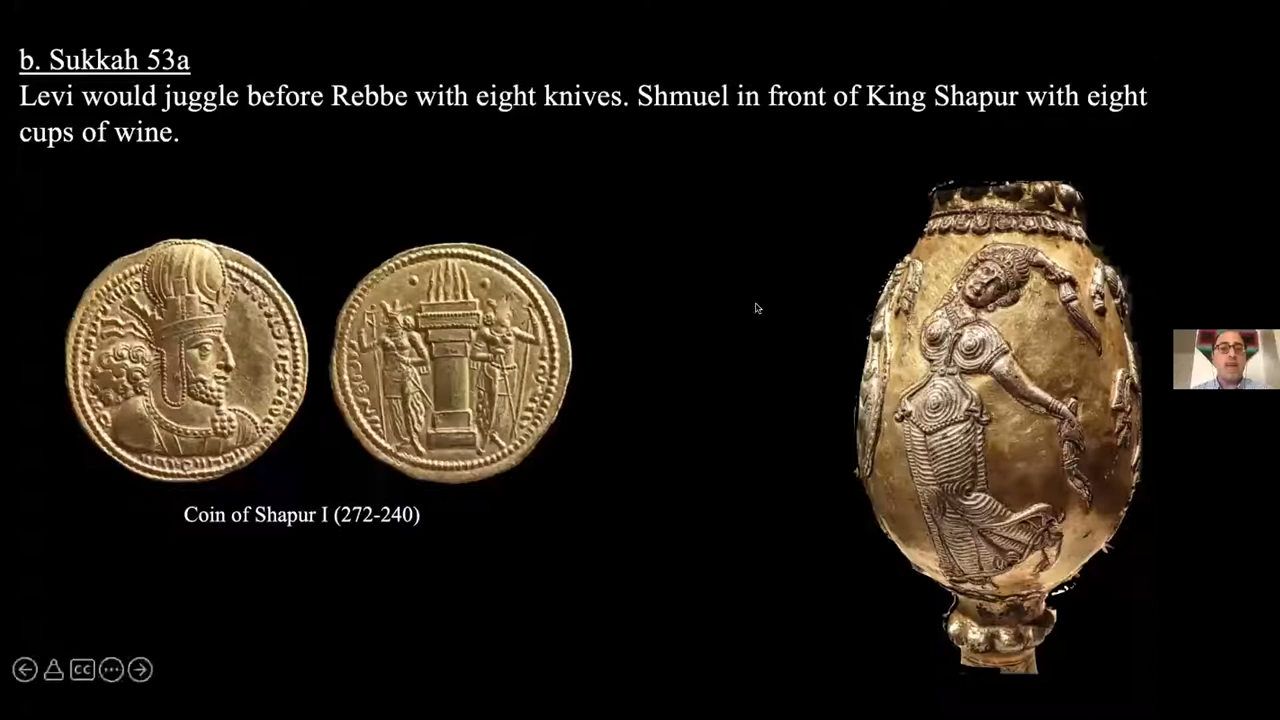 b. Sukkah 53a
Levi would juggle before Rebbe with eight knives. Shmuel in front of King Shapur with eight
cups of wine.
Coin of Shapur I (272-240)
CC